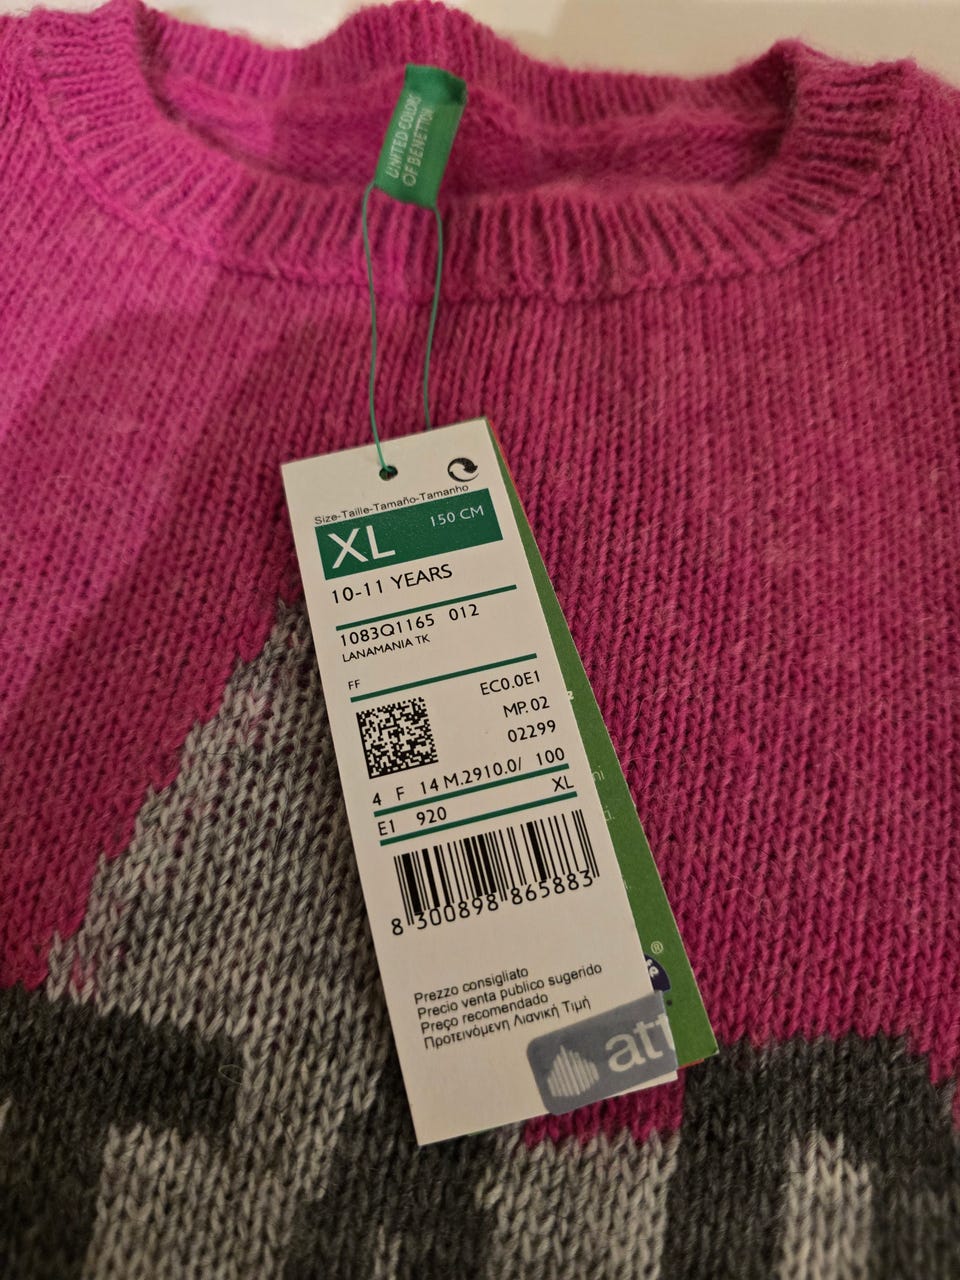 UNITED COLORS
OF BENETTON
Size-Taille-Tamaño-Tamanho
XL 150 CM
10-11 YEARS
1083Q1165 012
LANAMANIA TK
FF
EC0.0E1
MP.02
02299
4 F 14 M.2910.0/ 100
E1 920 XL
8 300898 865883
Prezzo consigliato
Precio venta publico sugerido
Preço recomendado
Προτεινόμενη Λιανική Τιμή
att
®